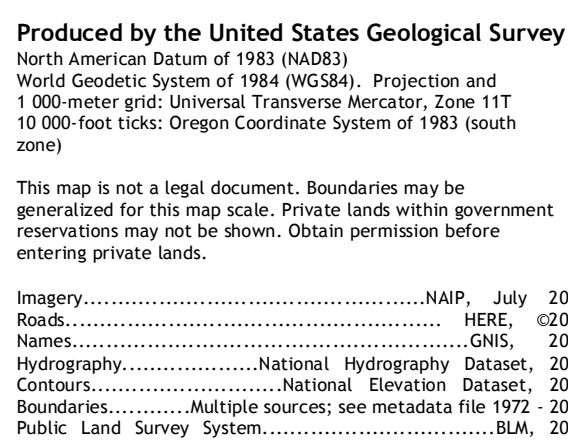 Produced by the United States Geological Survey
North American Datum of 1983 (NAD83)
World Geodetic System of 1984 (WGS84). Projection and
1 000-meter grid: Universal Transverse Mercator, Zone 11T
10 000-foot ticks: Oregon Coordinate System of 1983 (south
zone)
This map is not a legal document. Boundaries may be
generalized for this map scale. Private lands within government
reservations may not be shown. Obtain permission before
entering private lands.
Imagery.....................................................NAIP, July 20
Roads.......................................................... HERE, ©20
Names.............................................................GNIS, 20
Hydrography.....................National Hydrography Dataset, 20
Contours..............................National Elevation Dataset, 20
Boundaries............Multiple sources; see metadata file 1972 - 20
Public Land Survey System....................................BLM, 20